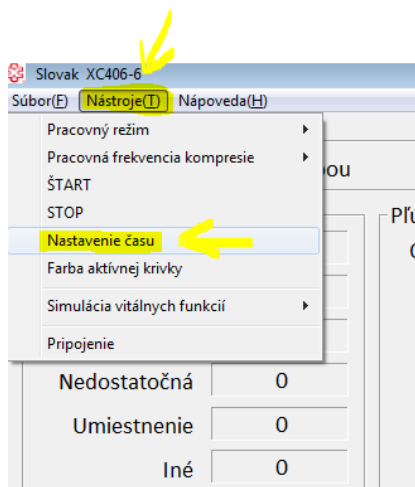 Slovak XC406-6
Súbor(F) Nástroje(T) Nápoveda(H)
Pracovný režim
Pracovná frekvencia kompresie
ŠTART
STOP
Nastavenie času
Farba aktívnej krivky
Simulácia vitálnych funkcií
Pripojenie
Nedostatočná 0
Umiestnenie 0
Iné 0